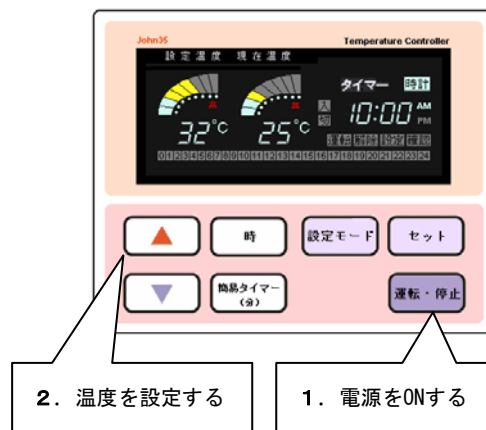 John35 Temperature Controller
設定温度 現在温度
タイマー 時計
入 10:00 AM
切 PM
32℃ 25℃
運転 解除 設定 確認
0 1 2 3 4 5 6 7 8 9 10 11 12 13 14 15 16 17 18 19 20 21 22 23 24
時 設定モード セット
簡易タイマー
(分)
運転・停止
2. 温度を設定する
1. 電源をONする